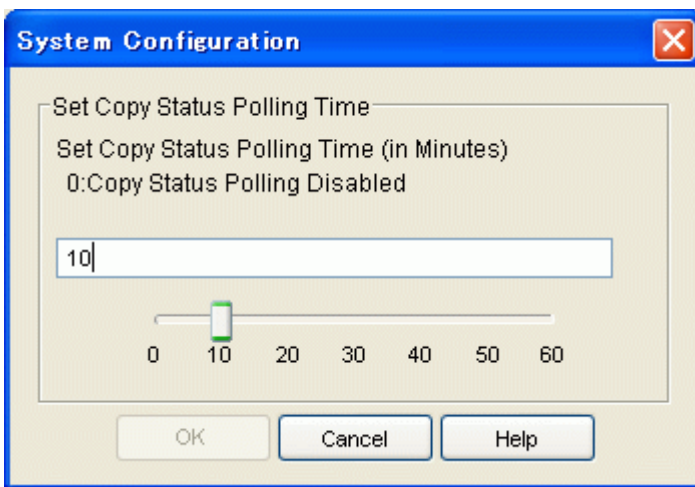 System Configuration
Set Copy Status Polling Time
Set Copy Status Polling Time (in Minutes)
0:Copy Status Polling Disabled
10
0 10 20 30 40 50 60
OK Cancel Help